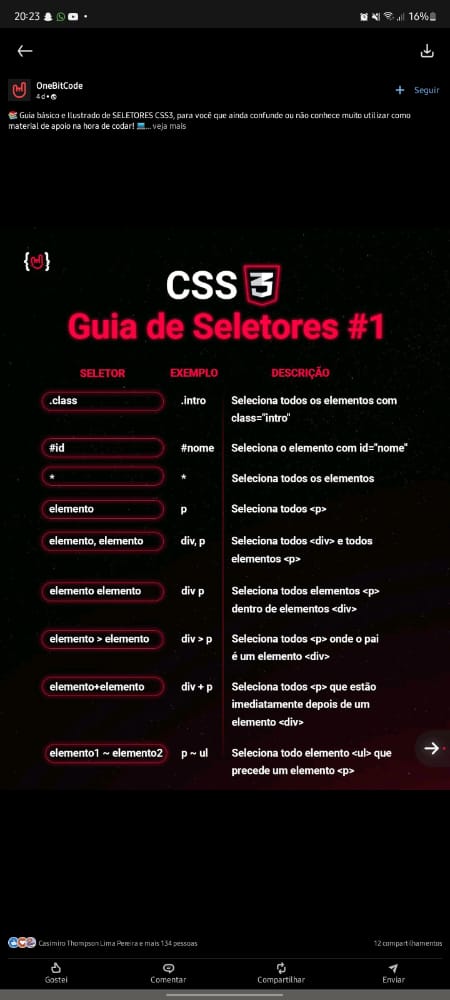 20:23
16%
OneBitCode
4 d •
+ Seguir
Guia básico e Ilustrado de SELETORES CSS3, para você que ainda confunde ou não conhece muito utilizar como
material de apoio na hora de codar! ... veja mais
CSS 3
Guia de Seletores #1
SELETOR EXEMPLO DESCRIÇÃO
.class .intro Seleciona todos os elementos com
class="intro"
#id #nome Seleciona o elemento com id="nome"
* * Seleciona todos os elementos
elemento p Seleciona todos <p>
elemento, elemento div, p Seleciona todos <div> e todos
elementos <p>
elemento elemento div p Seleciona todos elementos <p>
dentro de elementos <div>
elemento > elemento div > p Seleciona todos <p> onde o pai
é um elemento <div>
elemento+elemento div + p Seleciona todos <p> que estão
imediatamente depois de um
elemento <div>
elemento1 ~ elemento2 p ~ ul Seleciona todo elemento <ul> que
precede um elemento <p>
Casimiro Thompson Lima Pereira e mais 134 pessoas
12 compartilhamentos
Gostei Comentar Compartilhar Enviar